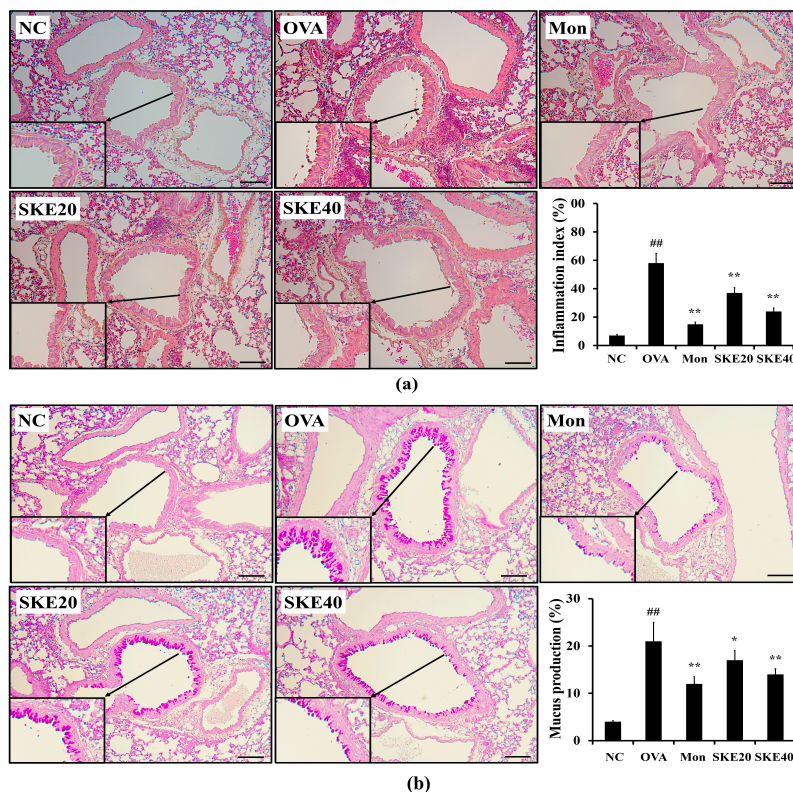 NC
OVA
Mon
SKE20
SKE40
Inflammation index (%)
00
80
60
40
20
0
##
**
**
**
NC OVA Mon SKE20 SKE40
(a)
NC
OVA
Mon
SKE20
SKE40
Mucus production (%)
30
20
10
0
##
**
*
**
NC OVA Mon SKE20 SKE40
(b)